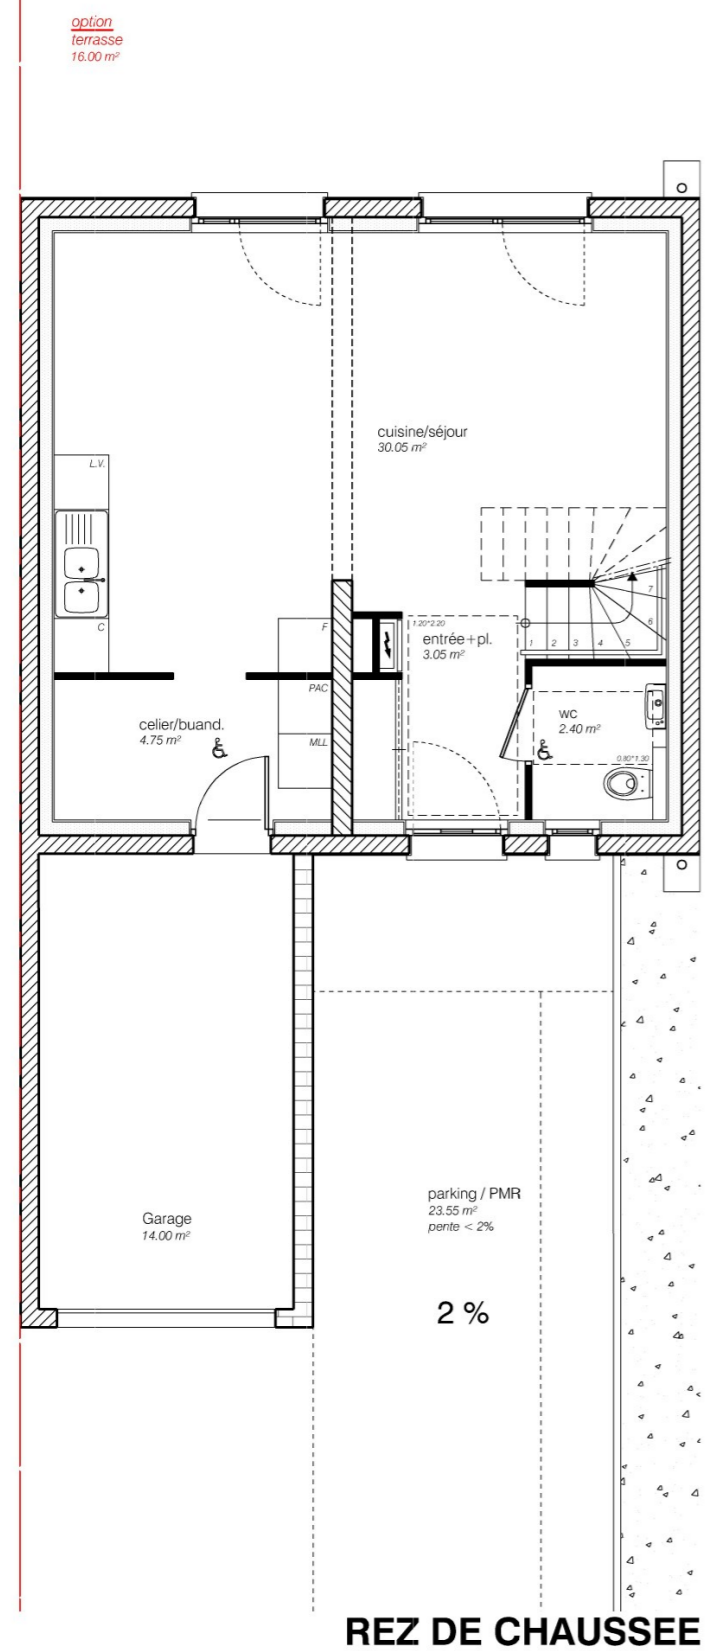 option
terrasse
16.00 m²
cuisine/séjour
30.05 m²
L.V.
C
F
1.20*2.20
entrée+pl.
3.05 m²
1
2
3
4
5
6
7
PAC
celier/buand.
4.75 m²
MLL
wc
2.40 m²
0.80*1.30
parking / PMR
23.55 m²
pente < 2%
Garage
14.00 m²
2 %
REZ DE CHAUSSEE